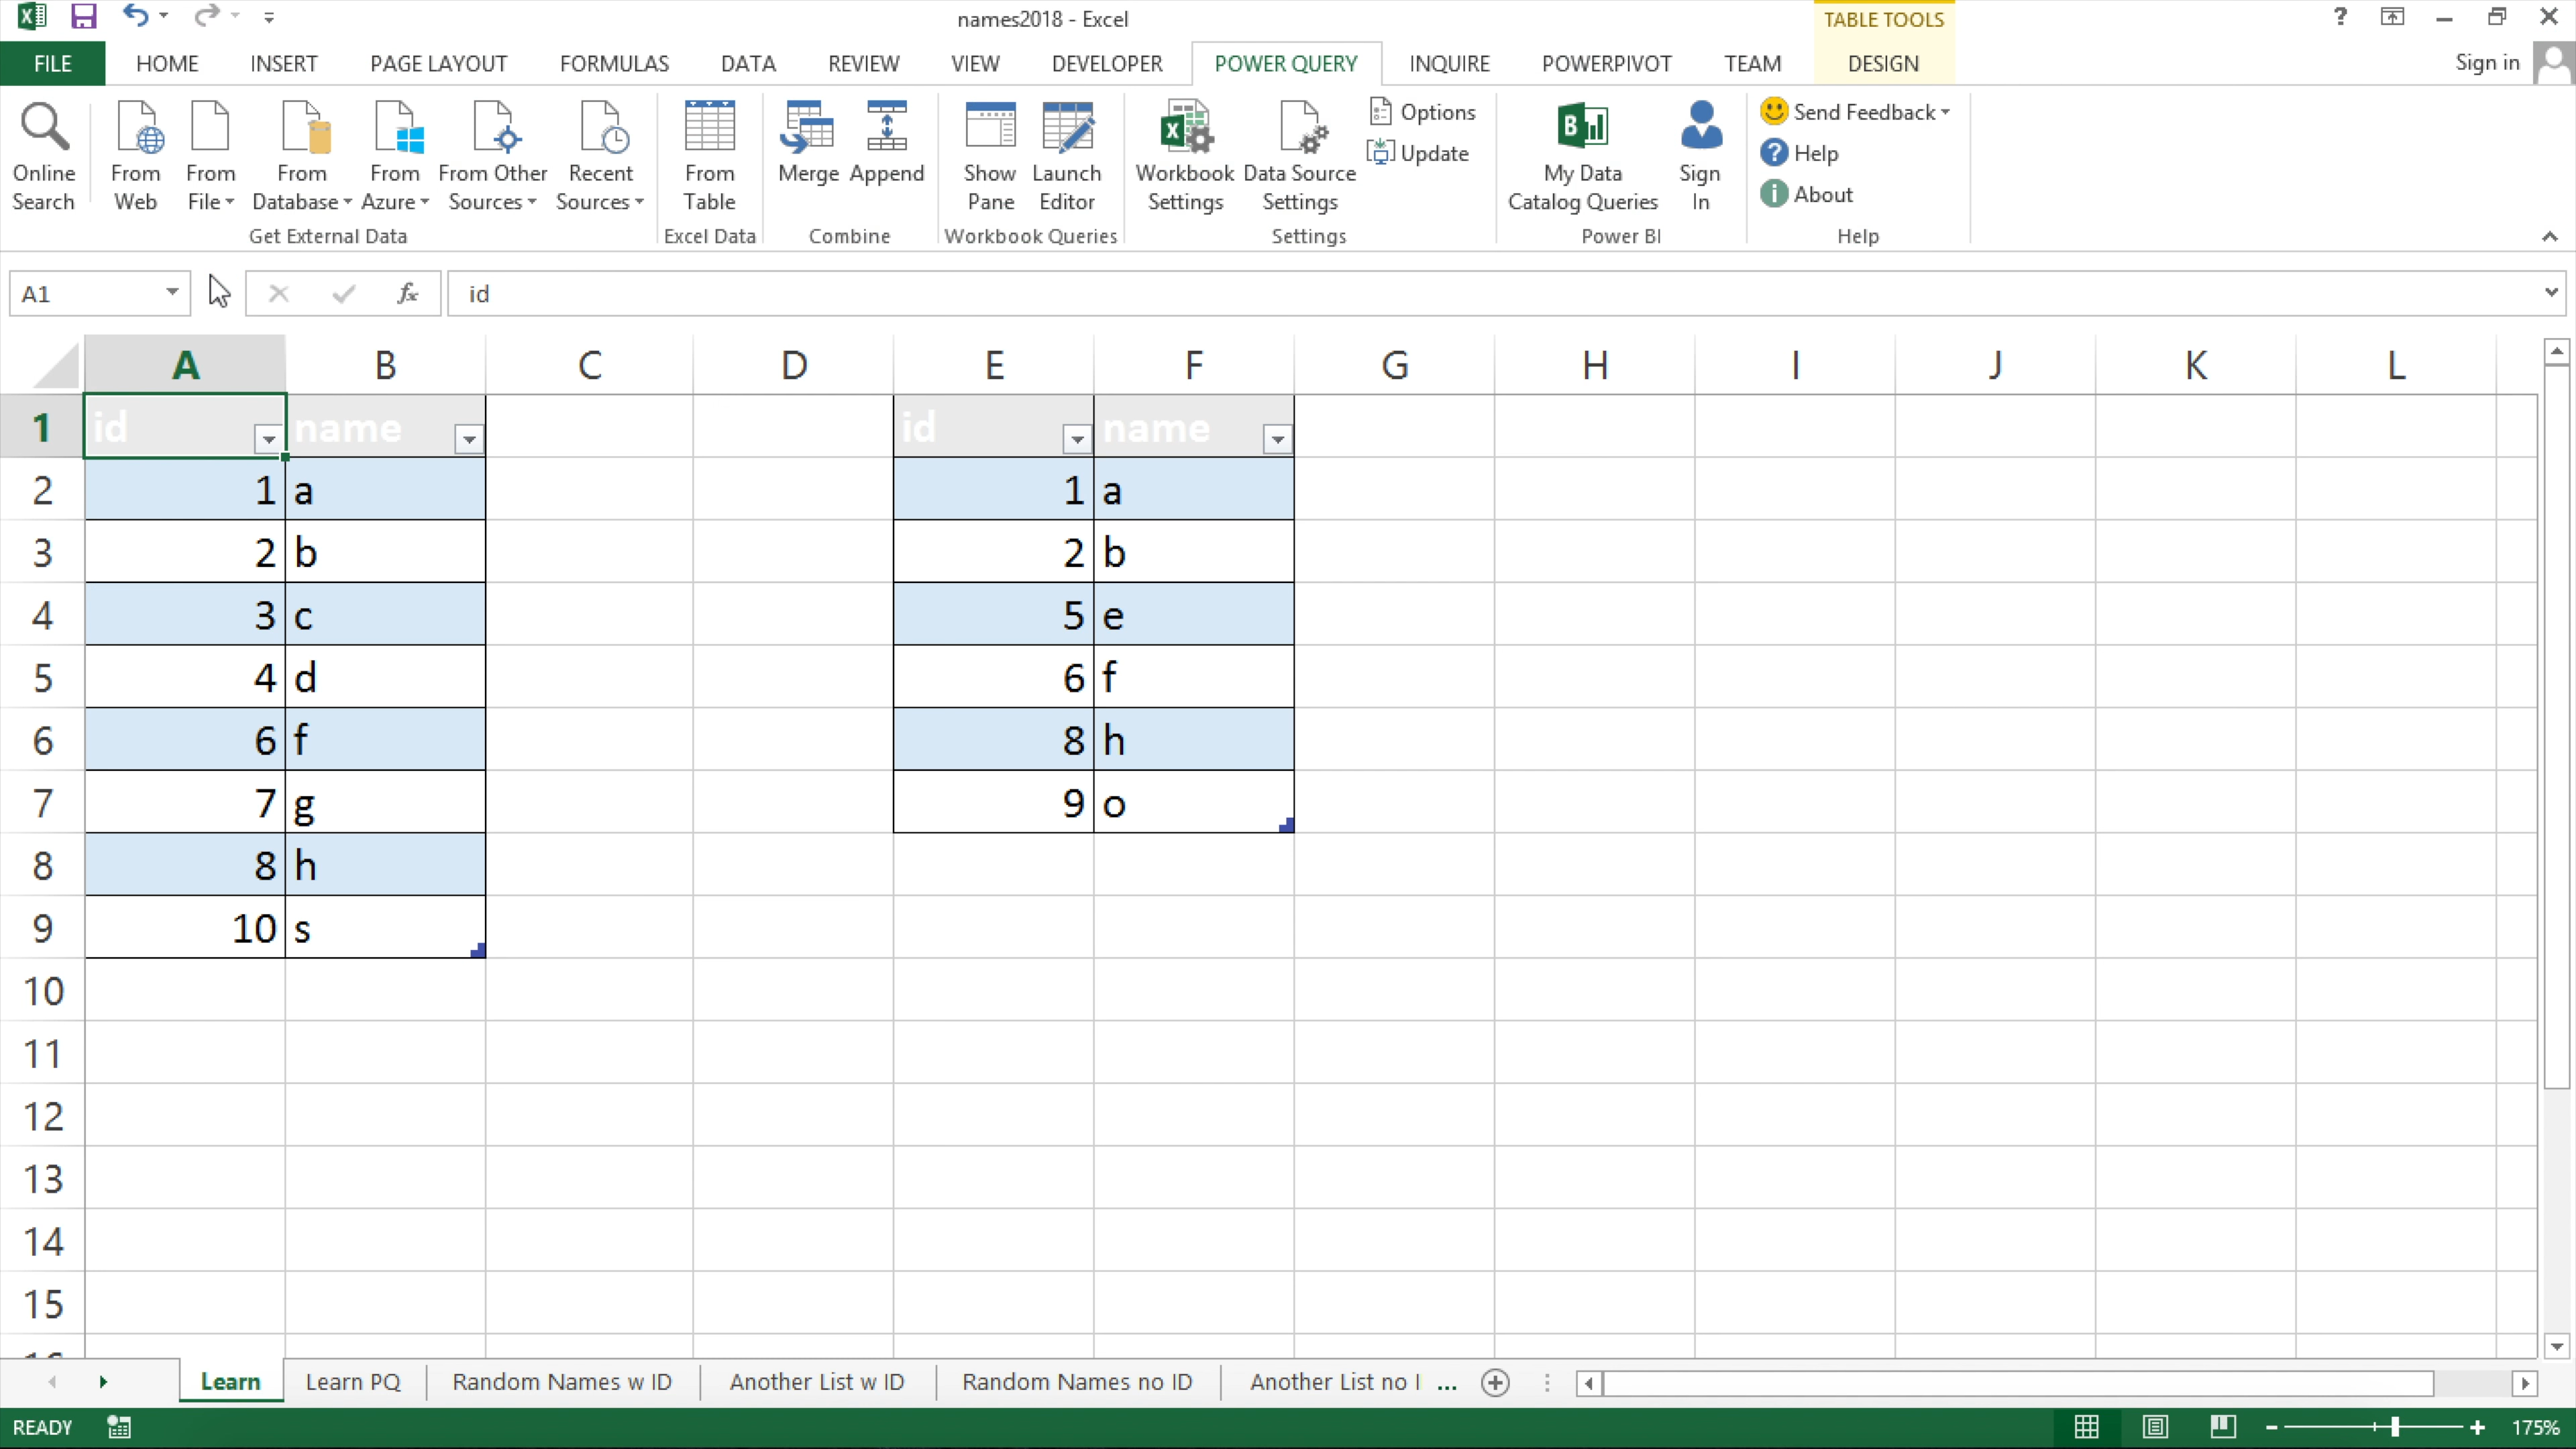 names2018 - Excel
TABLE TOOLS
?
FILE HOME INSERT PAGE LAYOUT FORMULAS DATA REVIEW VIEW DEVELOPER POWER QUERY INQUIRE POWERPIVOT TEAM DESIGN Sign in
Online Search
From Web
From File
From Database
From Azure
From Other Sources
Recent Sources
Get External Data
From Table
Excel Data
Merge
Append
Combine
Show Pane
Launch Editor
Workbook Queries
Workbook Settings
Data Source Settings
Options
Update
Settings
My Data Catalog Queries
Sign In
Power BI
Send Feedback
Help
About
Help
A1 fx id
A B C D E F G H I J K L
1 id name id name
2 1 a 1 a
3 2 b 2 b
4 3 c 5 e
5 4 d 6 f
6 6 f 8 h
7 7 g 9 o
8 8 h
9 10 s
10
11
12
13
14
15
Learn Learn PQ Random Names w ID Another List w ID Random Names no ID Another List no I ...
READY 175%